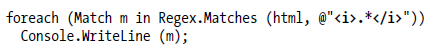 foreach (Match m in Regex.Matches (html, @"<i>.*</i>"))
  Console.WriteLine (m);